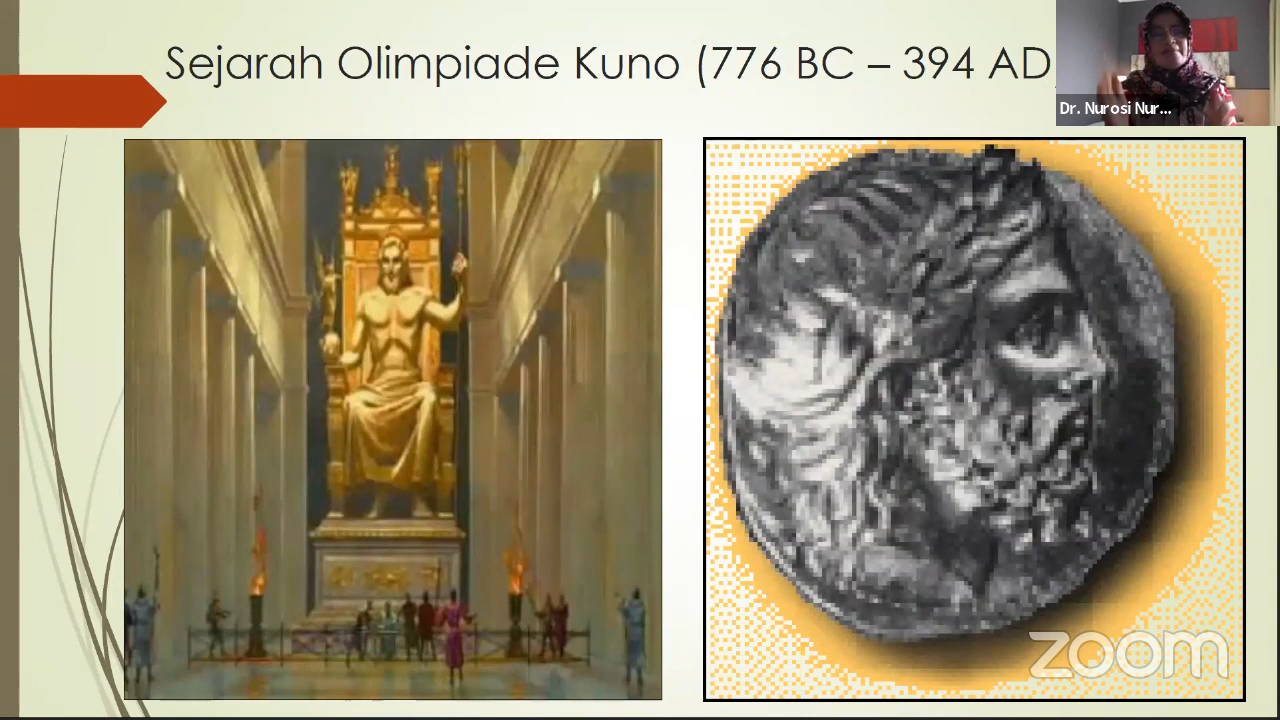 Sejarah Olimpiade Kuno (776 BC – 394 AD)
Dr. Nurosi Nur...
zoom